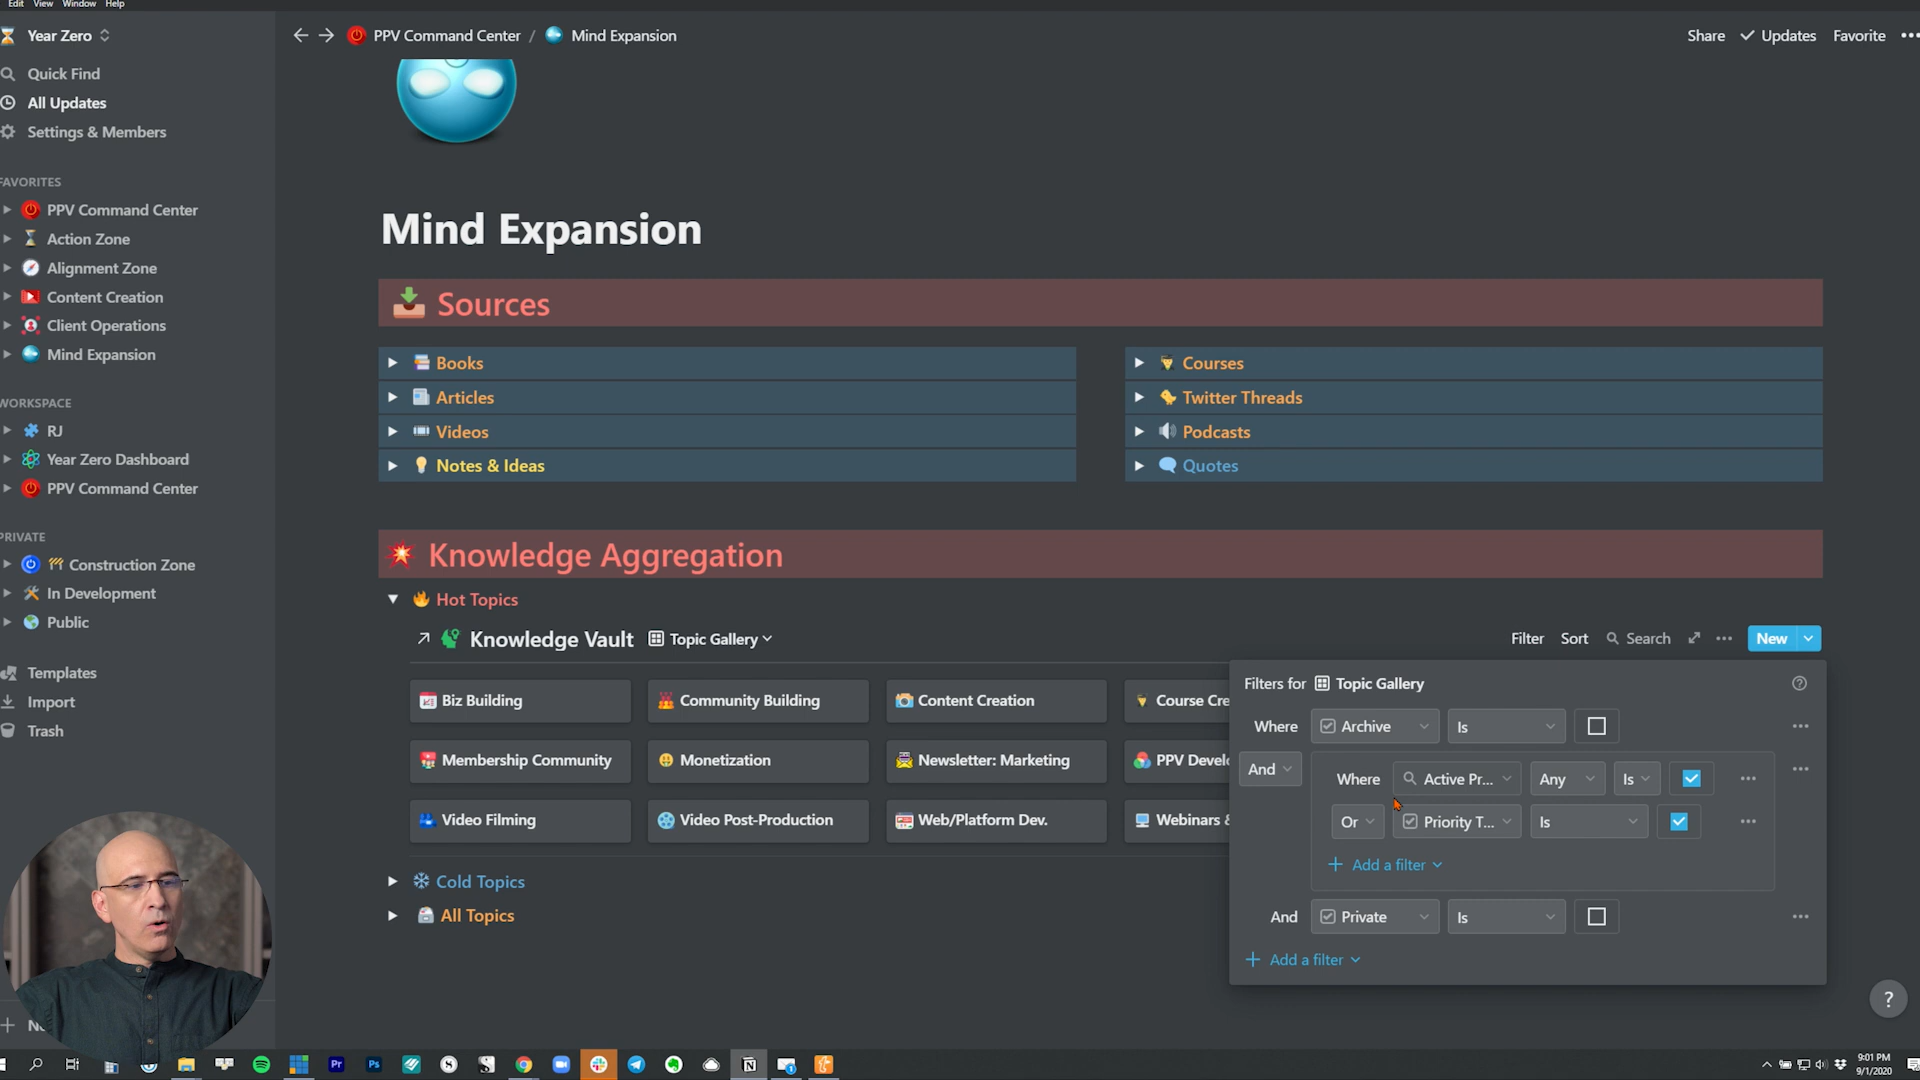 Edit View Window Help
Year Zero
PPV Command Center / Mind Expansion
Share Updates Favorite
Quick Find
All Updates
Settings & Members
FAVORITES
PPV Command Center
Action Zone
Alignment Zone
Content Creation
Client Operations
Mind Expansion
WORKSPACE
RJ
Year Zero Dashboard
PPV Command Center
PRIVATE
Construction Zone
In Development
Public
Templates
Import
Trash
Mind Expansion
Sources
Books
Articles
Videos
Notes & Ideas
Courses
Twitter Threads
Podcasts
Quotes
Knowledge Aggregation
Hot Topics
Knowledge Vault Topic Gallery
Filter Sort Search New
Biz Building Community Building Content Creation Course Cre
Membership Community Monetization Newsletter: Marketing PPV Devel
Video Filming Video Post-Production Web/Platform Dev. Webinars &
Cold Topics
All Topics
Filters for Topic Gallery
Where Archive Is
And
Where Active Pr... Any Is
Or Priority T... Is
+ Add a filter
And Private Is
+ Add a filter
?
9:01 PM
9/1/2020